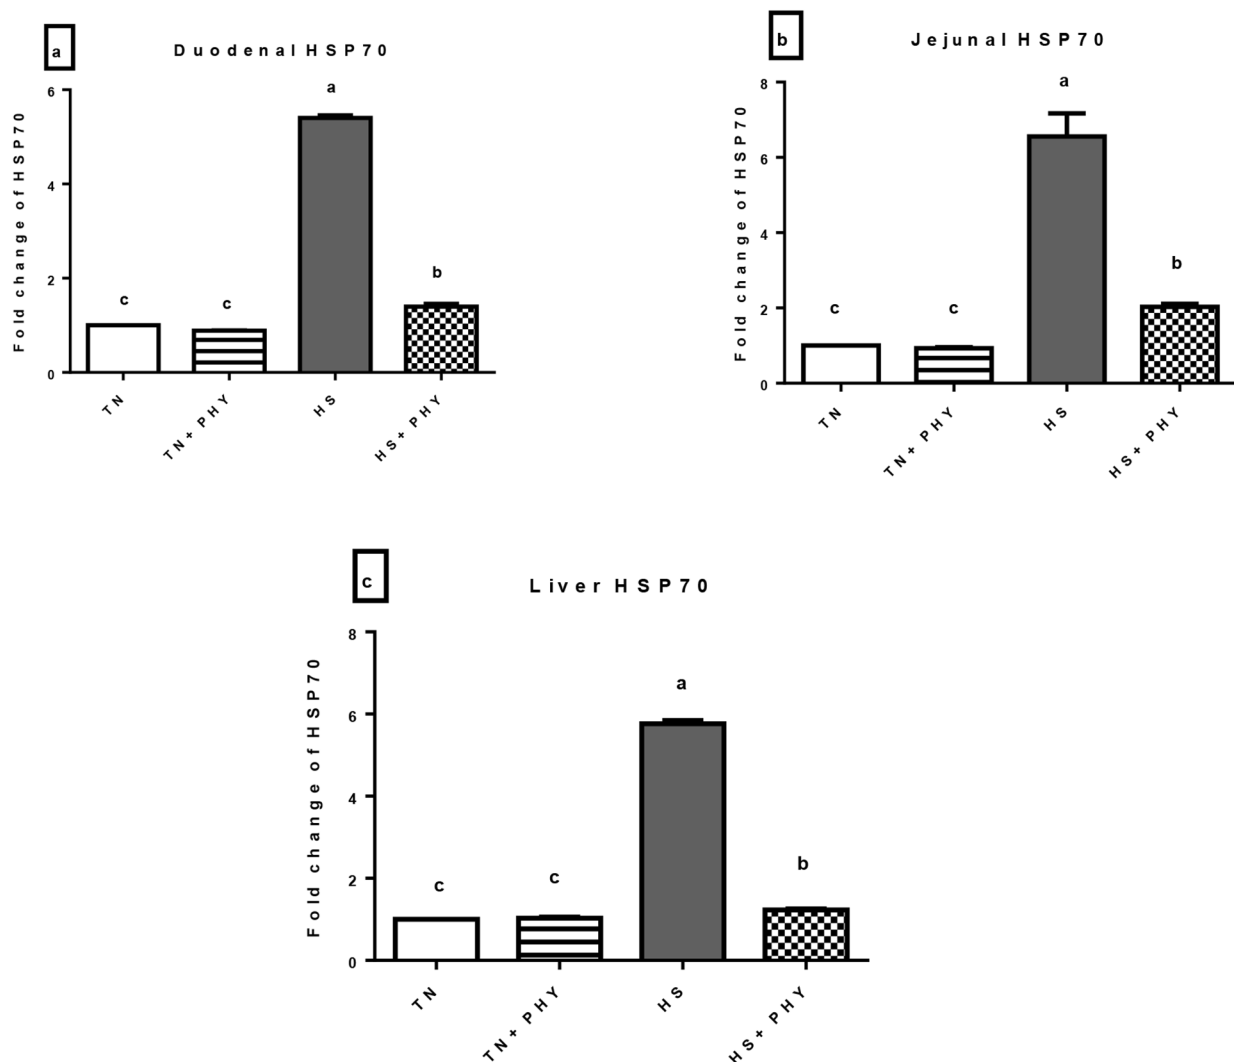 a
Duodenal HSP70
Fold change of HSP70
6
4
2
0
c
c
a
b
TN
TN+ PHY
HS
HS+ PHY
b
Jejunal HSP70
Fold change of HSP70
8
6
4
2
0
c
c
a
b
TN
TN+ PHY
HS
HS+ PHY
c
Liver HSP70
Fold change of HSP70
8
6
4
2
0
c
c
a
b
TN
TN+ PHY
HS
HS+ PHY